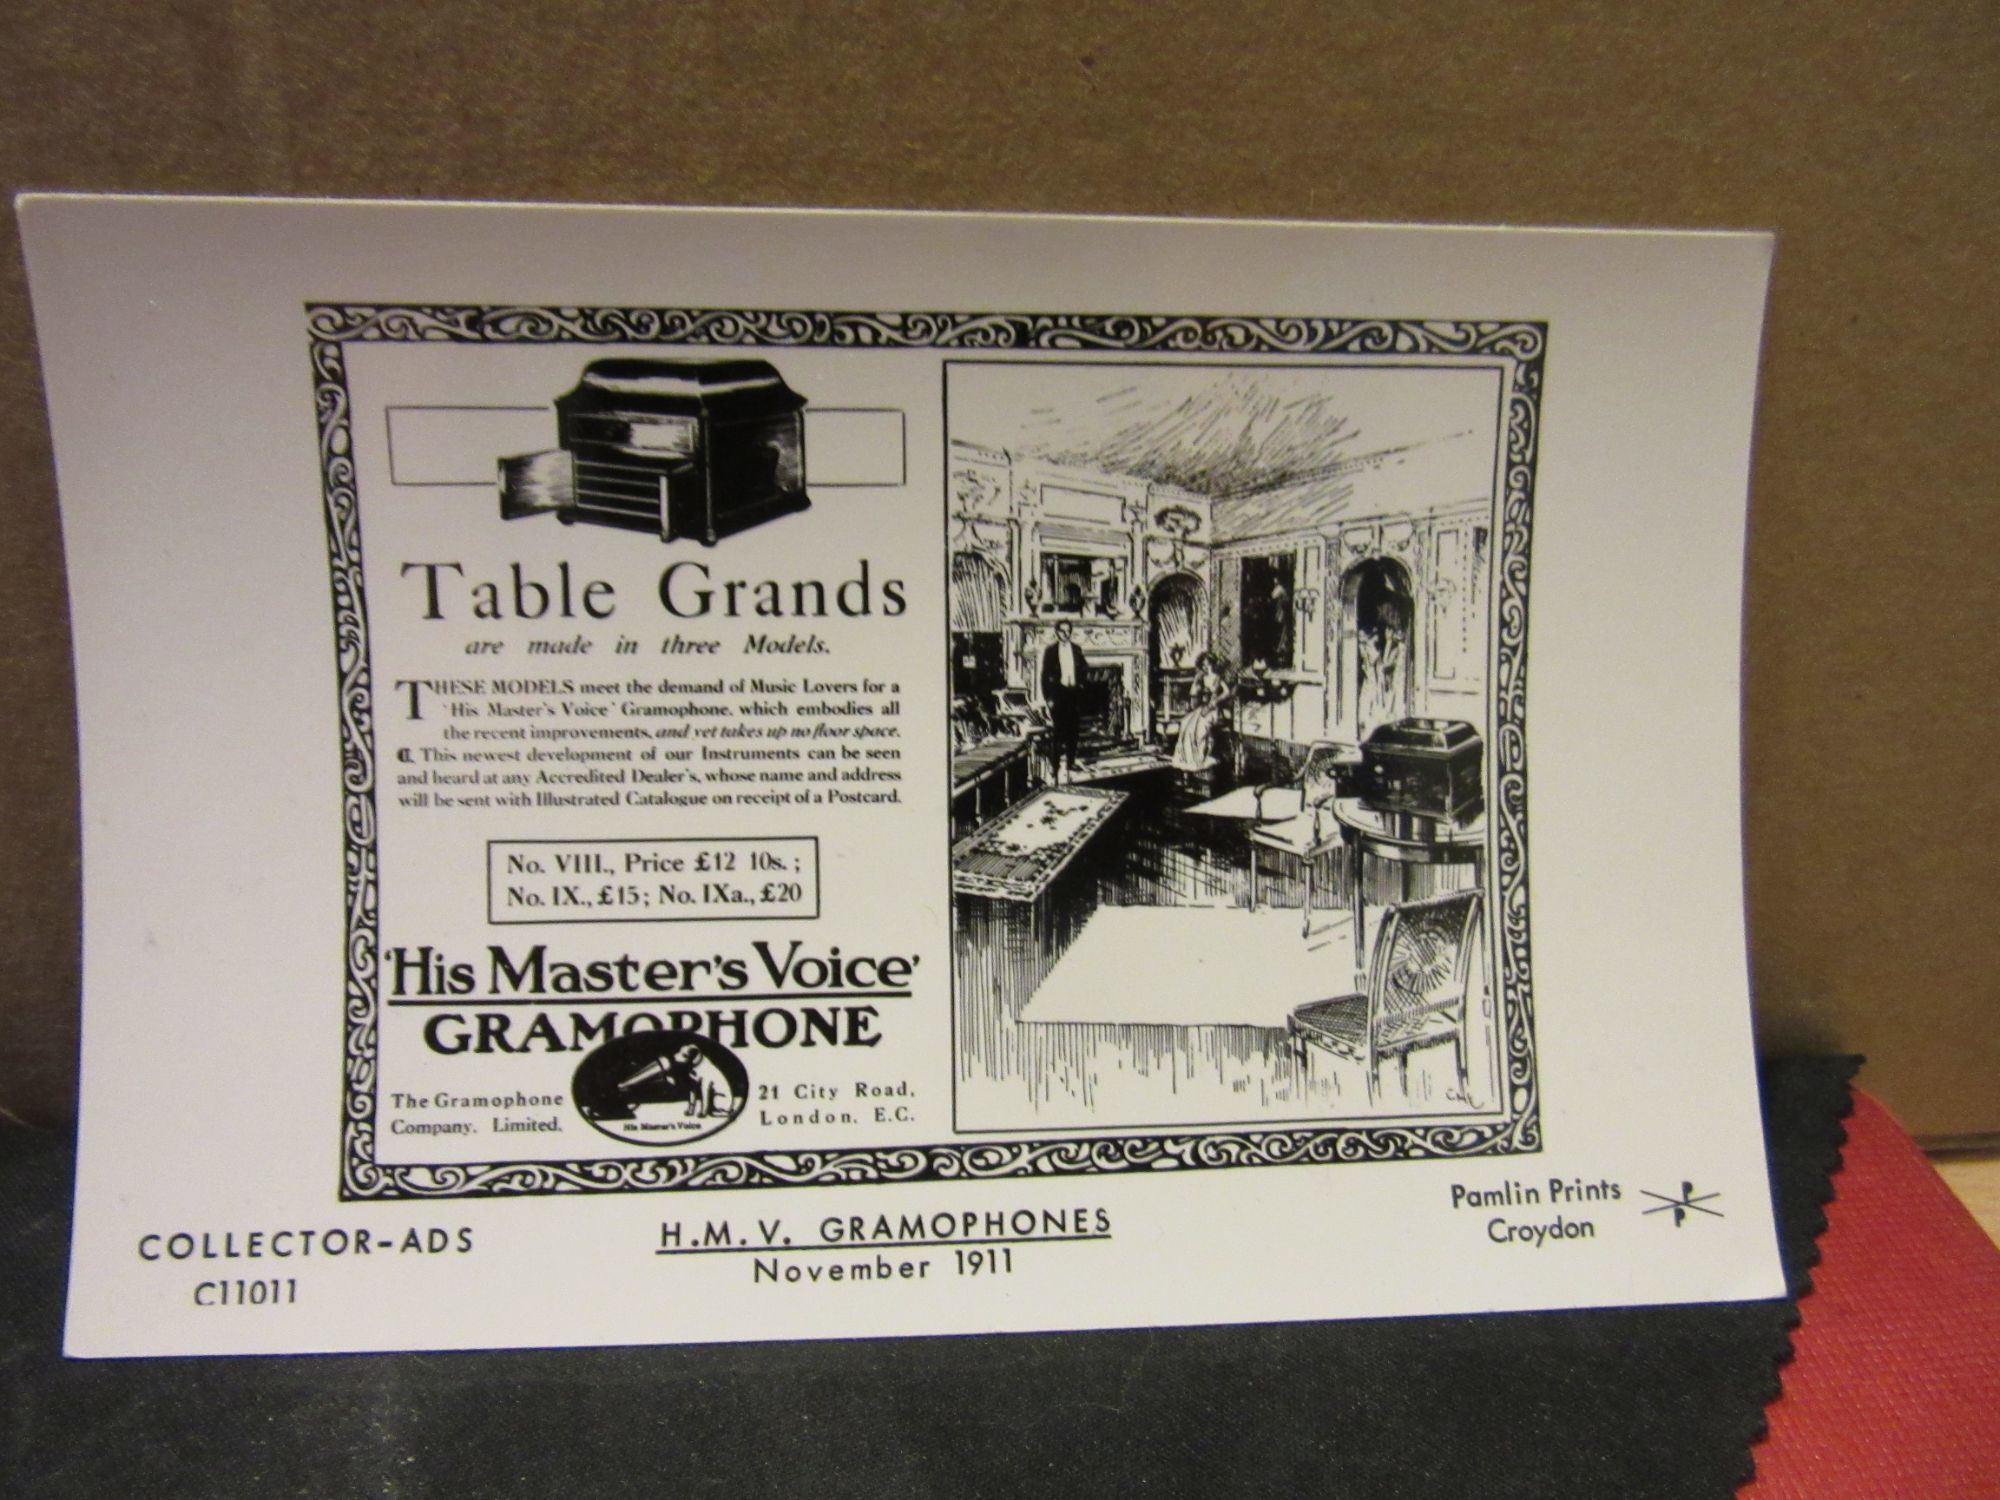 Table Grands
are made in three Models.
THESE MODELS meet the demand of Music Lovers for a
'His Master's Voice' Gramophone, which embodies all
the recent improvements, and yet takes up no floor space.
¶ This newest development of our Instruments can be seen
and heard at any Accredited Dealer's, whose name and address
will be sent with Illustrated Catalogue on receipt of a Postcard.
No. VIII., Price £12 10s. ;
No. IX., £15; No. IXa., £20
'His Master's Voice'
GRAMOPHONE
The Gramophone
Company, Limited,
His Master's Voice
21 City Road,
London, E.C.
COLLECTOR-ADS
C11011
H.M.V. GRAMOPHONES
November 1911
Pamlin Prints
Croydon
P
P